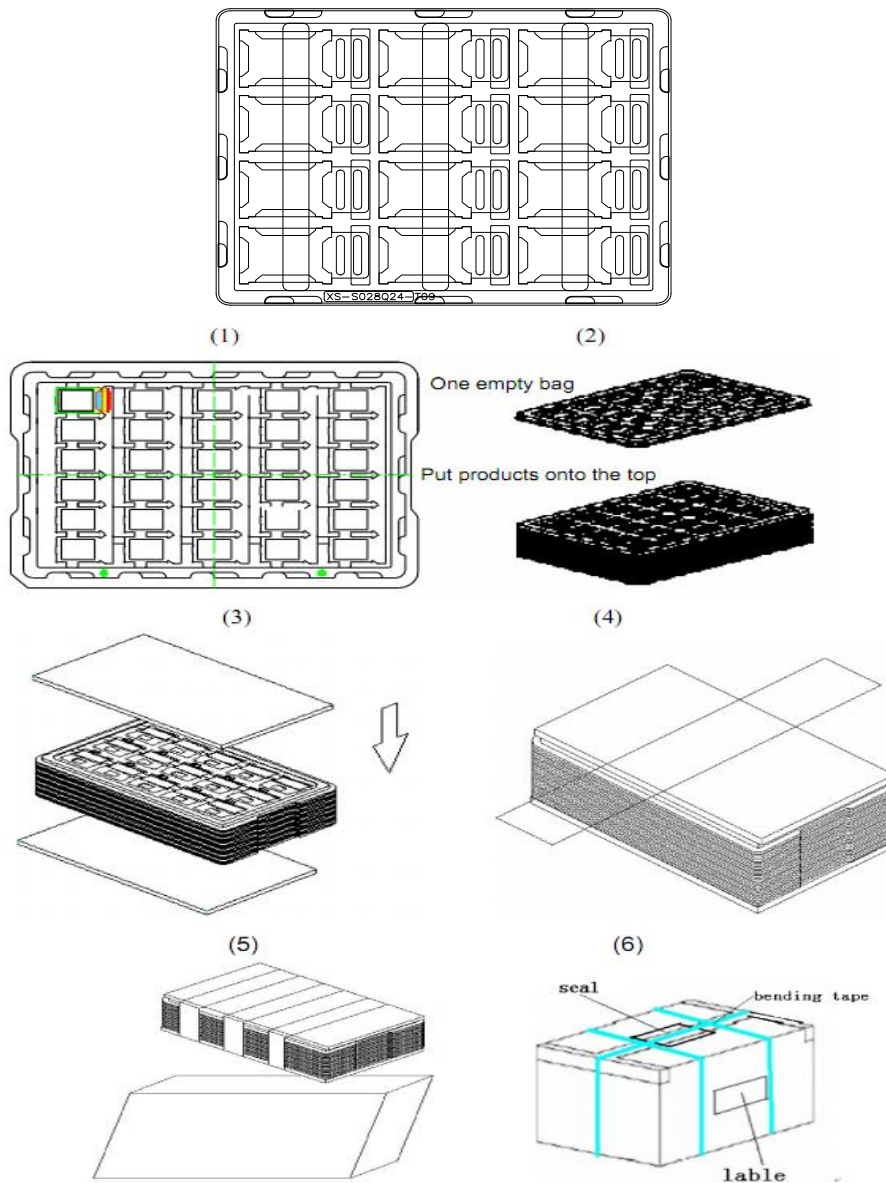 XS-S028Q24-T09
(1) (2)
One empty bag
Put products onto the top
(3) (4)
(5) (6)
seal
bending tape
lable